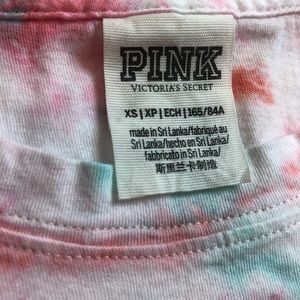 PINK
VICTORIA'S SECRET
XS | XP | ECH | 165/84A
made in Sri Lanka/fabriqué au
Sri Lanka/hecho en Sri Lanka/
fabbricato in Sri Lanka/
斯里兰卡制造